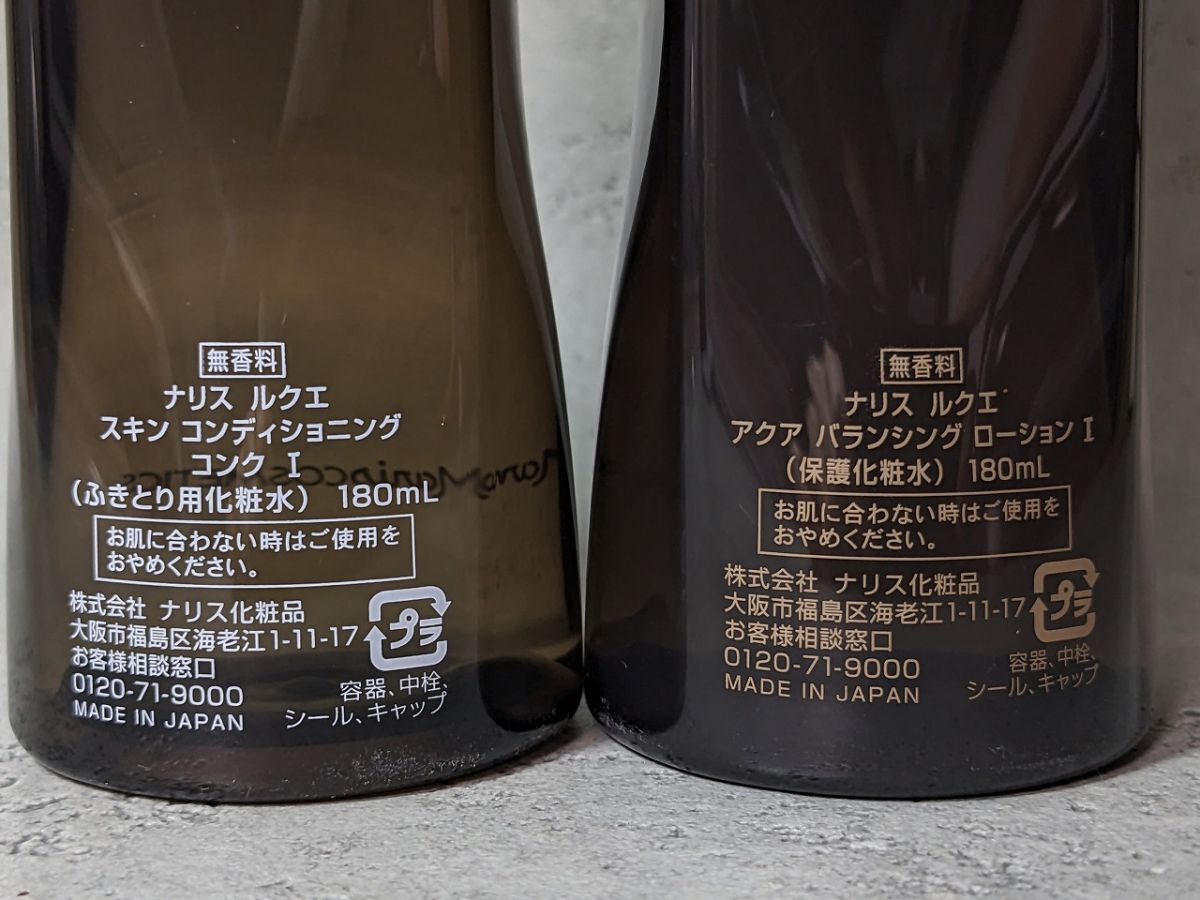 無香料
ナリス ルクエ
スキン コンディショニング
コンク I
(ふきとり用化粧水) 180mL
お肌に合わない時はご使用を
おやめください。
株式会社 ナリス化粧品
大阪市福島区海老江1-11-17
お客様相談窓口
0120-71-9000
MADE IN JAPAN
プラ
容器、中栓、
シール、キャップ
無香料
ナリス ルクエ
アクア バランシング ローション I
(保護化粧水) 180mL
お肌に合わない時はご使用を
おやめください。
株式会社 ナリス化粧品
大阪市福島区海老江1-11-17
お客様相談窓口
0120-71-9000
MADE IN JAPAN
プラ
容器、中栓、
シール、キャップ